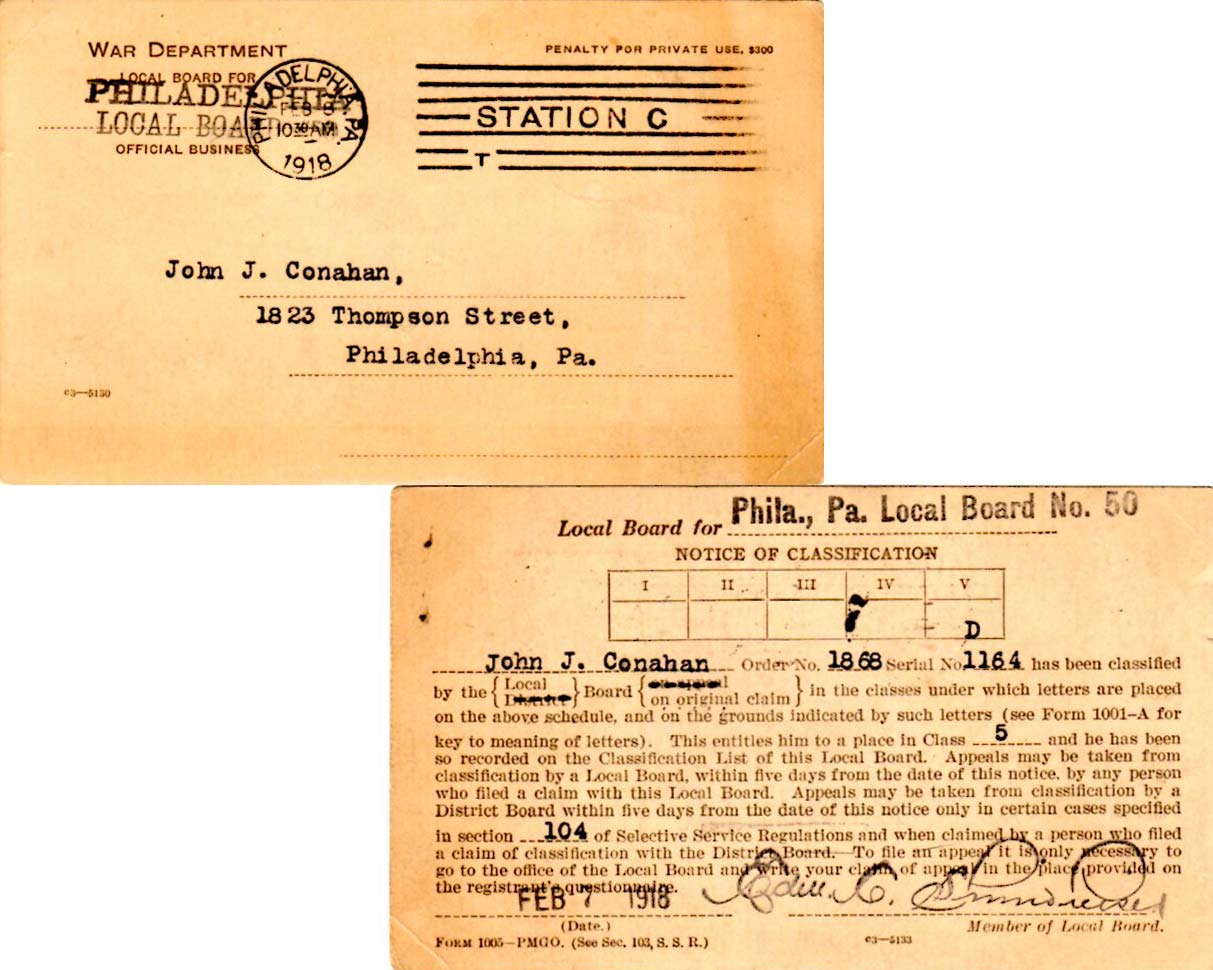 WAR DEPARTMENT
PENALTY FOR PRIVATE USE, $300
LOCAL BOARD FOR
PHILADELPHIA
LOCAL BOARD
OFFICIAL BUSINESS
PHILADELPHIA, PA.
FEB 8
10 30 AM
1918
STATION C
T
John J. Conahan,
1823 Thompson Street,
Philadelphia, Pa.
c3—5130
Local Board for Phila., Pa. Local Board No. 50
NOTICE OF CLASSIFICATION
I II III IV V
D
John J. Conahan Order No. 1868 Serial No. 1164 has been classified
by the { Local District } Board { on appeal on original claim } in the classes under which letters are placed
on the above schedule, and on the grounds indicated by such letters (see Form 1001–A for
key to meaning of letters). This entitles him to a place in Class 5 and he has been
so recorded on the Classification List of this Local Board. Appeals may be taken from
classification by a Local Board, within five days from the date of this notice, by any person
who filed a claim with this Local Board. Appeals may be taken from classification by a
District Board within five days from the date of this notice only in certain cases specified
in section 104 of Selective Service Regulations and when claimed by a person who filed
a claim of classification with the District Board. To file an appeal it is only necessary to
go to the office of the Local Board and write your claim of appeal in the place provided on
the registrant's questionnaire.
FEB 7 1918
(Date.)
Member of Local Board.
FORM 1005—PMGO. (See Sec. 103, S. S. R.)
c3—5133